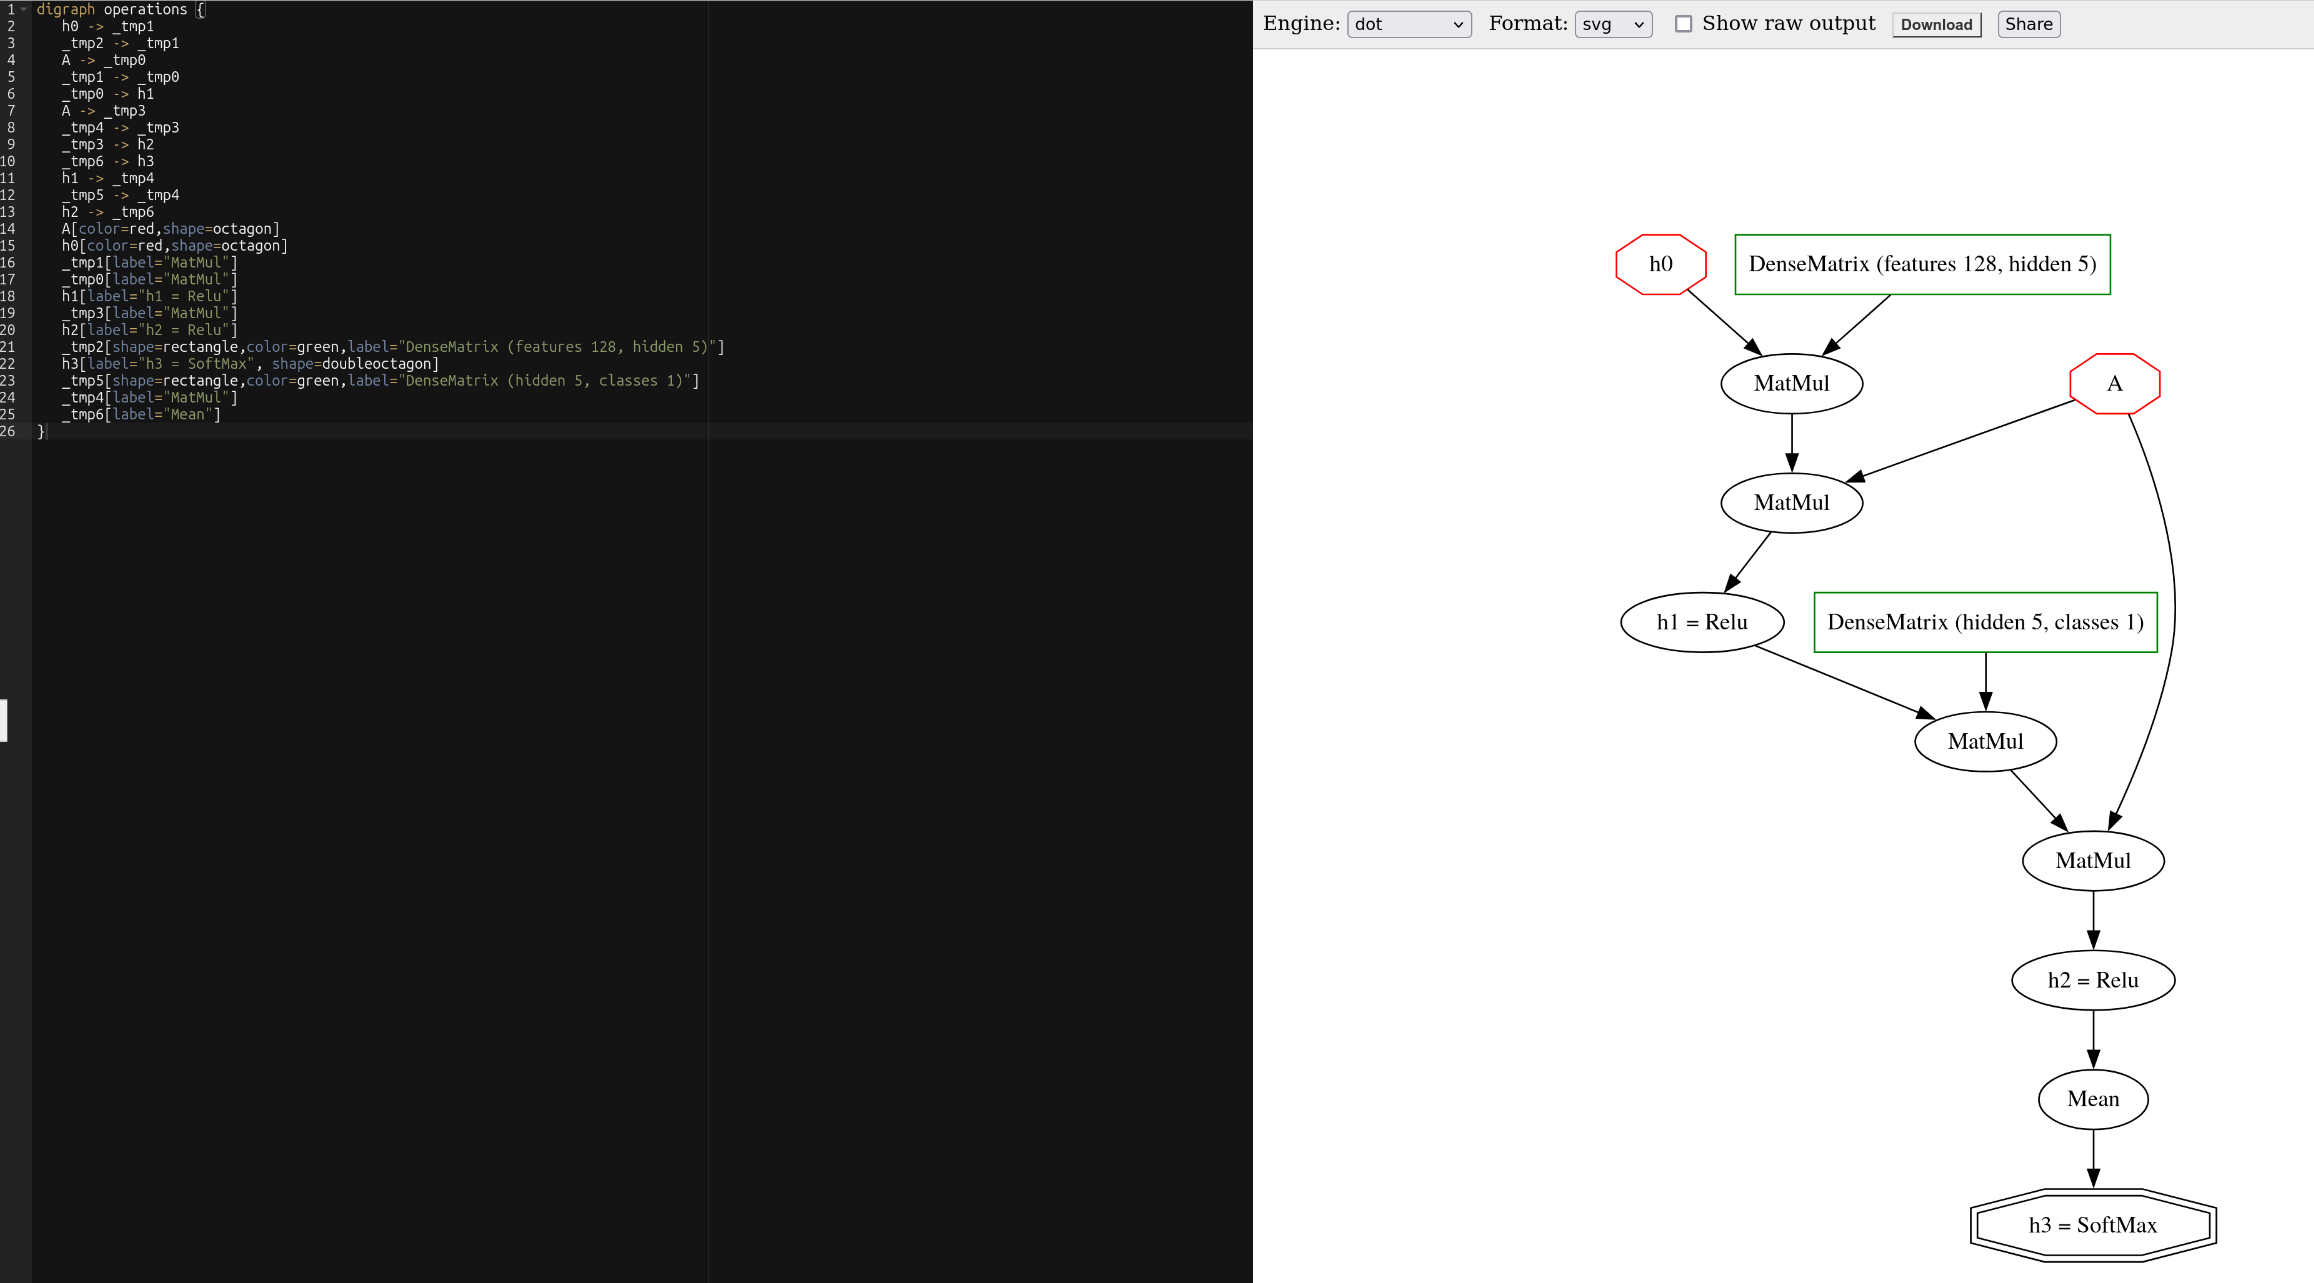 1 digraph operations {
2 h0 -> _tmp1
3 _tmp2 -> _tmp1
4 A -> _tmp0
5 _tmp1 -> _tmp0
6 _tmp0 -> h1
7 A -> _tmp3
8 _tmp4 -> _tmp3
9 _tmp3 -> h2
10 _tmp6 -> h3
11 h1 -> _tmp4
12 _tmp5 -> _tmp4
13 h2 -> _tmp6
14 A[color=red,shape=octagon]
15 h0[color=red,shape=octagon]
16 _tmp1[label="MatMul"]
17 _tmp0[label="MatMul"]
18 h1[label="h1 = Relu"]
19 _tmp3[label="MatMul"]
20 h2[label="h2 = Relu"]
21 _tmp2[shape=rectangle,color=green,label="DenseMatrix (features 128, hidden 5)"]
22 h3[label="h3 = SoftMax", shape=doubleoctagon]
23 _tmp5[shape=rectangle,color=green,label="DenseMatrix (hidden 5, classes 1)"]
24 _tmp4[label="MatMul"]
25 _tmp6[label="Mean"]
26 }
Engine: dot Format: svg Show raw output Download Share
h0 DenseMatrix (features 128, hidden 5)
MatMul A
MatMul
h1 = Relu DenseMatrix (hidden 5, classes 1)
MatMul
MatMul
h2 = Relu
Mean
h3 = SoftMax